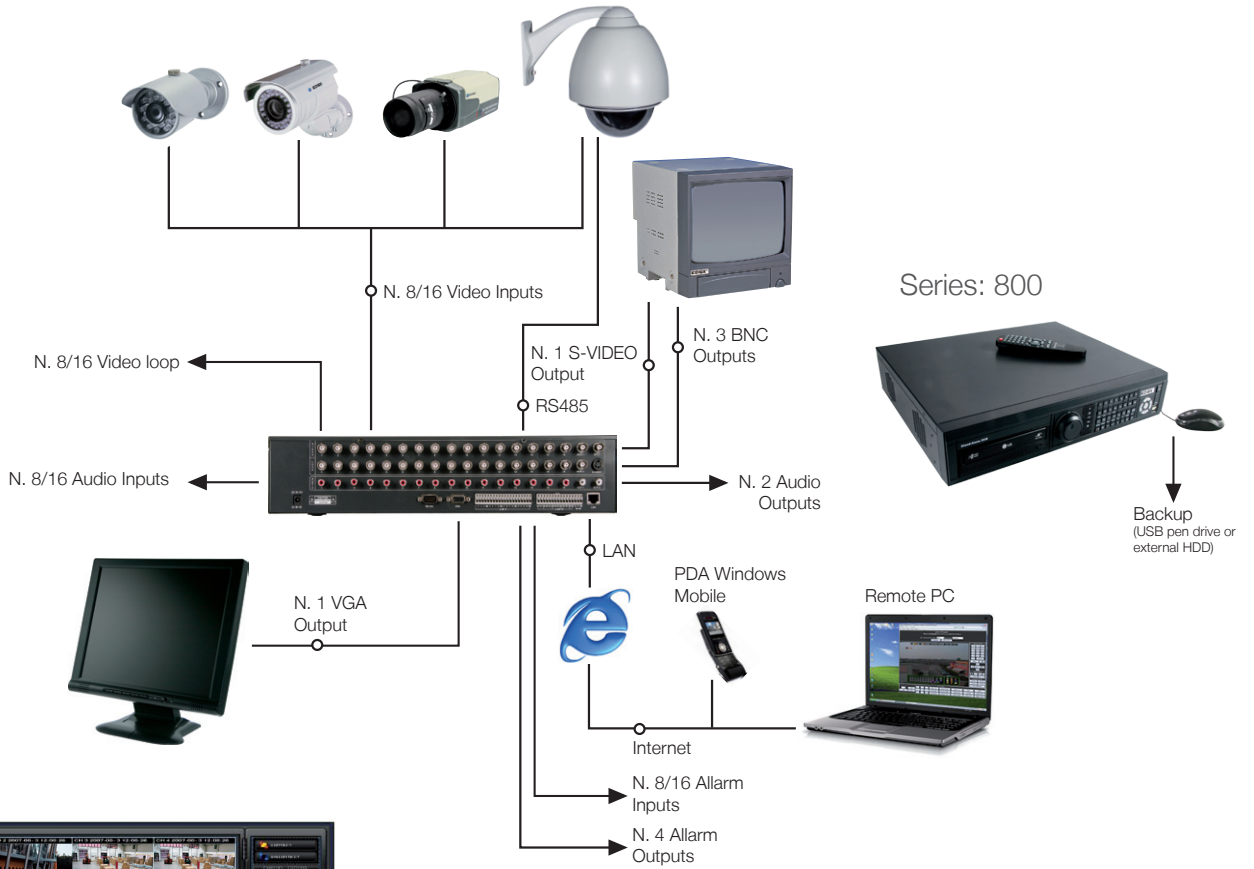 N. 8/16 Video Inputs
Series: 800
N. 8/16 Video loop
N. 1 S-VIDEO
Output
N. 3 BNC
Outputs
RS485
N. 8/16 Audio Inputs
N. 2 Audio
Outputs
Backup
(USB pen drive or
external HDD)
LAN
PDA Windows
Mobile
Remote PC
N. 1 VGA
Output
Internet
N. 8/16 Allarm
Inputs
N. 4 Allarm
Outputs